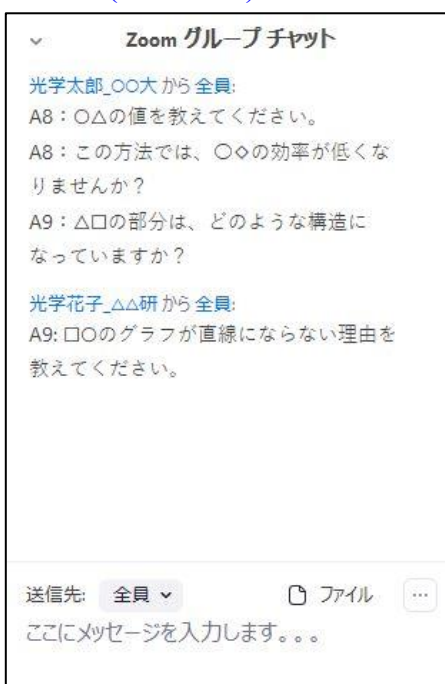 Zoom グループ チャット
光学太郎_〇〇大 から 全員:
A8：〇△の値を教えてください。
A8：この方法では、〇◇の効率が低くな
りませんか？
A9：△□の部分は、どのような構造に
なっていますか？
光学花子_△△研 から 全員:
A9: □〇のグラフが直線にならない理由を
教えてください。
送信先: 全員 ファイル ...
ここにメッセージを入力します。。。